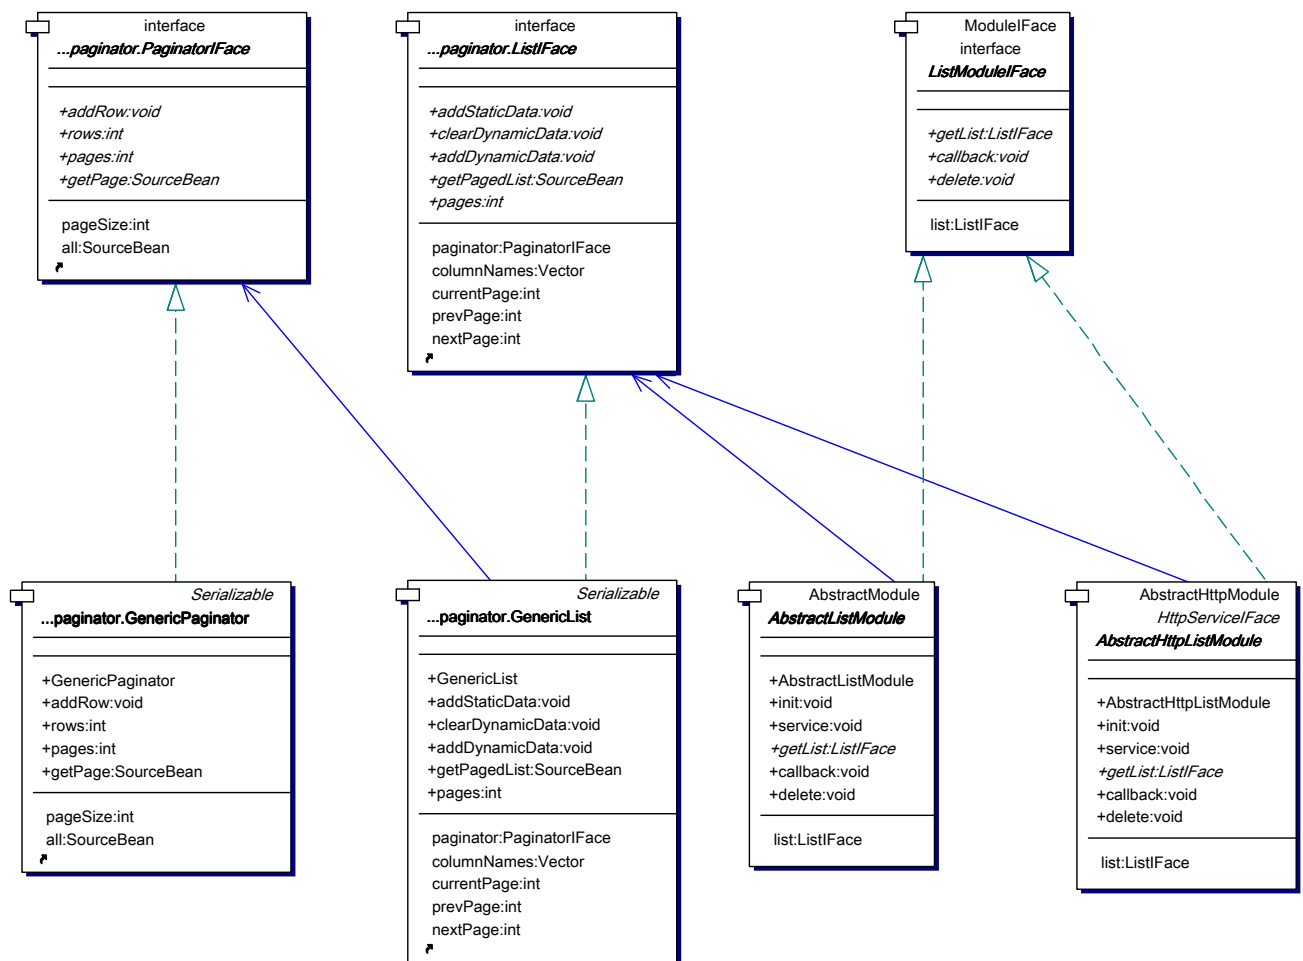 interface
...paginator.PaginatorIFace
+addRow:void
+rows:int
+pages:int
+getPage:SourceBean
pageSize:int
all:SourceBean
interface
...paginator.ListIFace
+addStaticData:void
+clearDynamicData:void
+addDynamicData:void
+getPagedList:SourceBean
+pages:int
paginator:PaginatorIFace
columnNames:Vector
currentPage:int
prevPage:int
nextPage:int
ModuleIFace
interface
ListModuleIFace
+getList:ListIFace
+callback:void
+delete:void
list:ListIFace
Serializable
...paginator.GenericPaginator
+GenericPaginator
+addRow:void
+rows:int
+pages:int
+getPage:SourceBean
pageSize:int
all:SourceBean
Serializable
...paginator.GenericList
+GenericList
+addStaticData:void
+clearDynamicData:void
+addDynamicData:void
+getPagedList:SourceBean
+pages:int
paginator:PaginatorIFace
columnNames:Vector
currentPage:int
prevPage:int
nextPage:int
AbstractModule
AbstractListModule
+AbstractListModule
+init:void
+service:void
+getList:ListIFace
+callback:void
+delete:void
list:ListIFace
AbstractHttpModule
HttpServiceIFace
AbstractHttpListModule
+AbstractHttpListModule
+init:void
+service:void
+getList:ListIFace
+callback:void
+delete:void
list:ListIFace